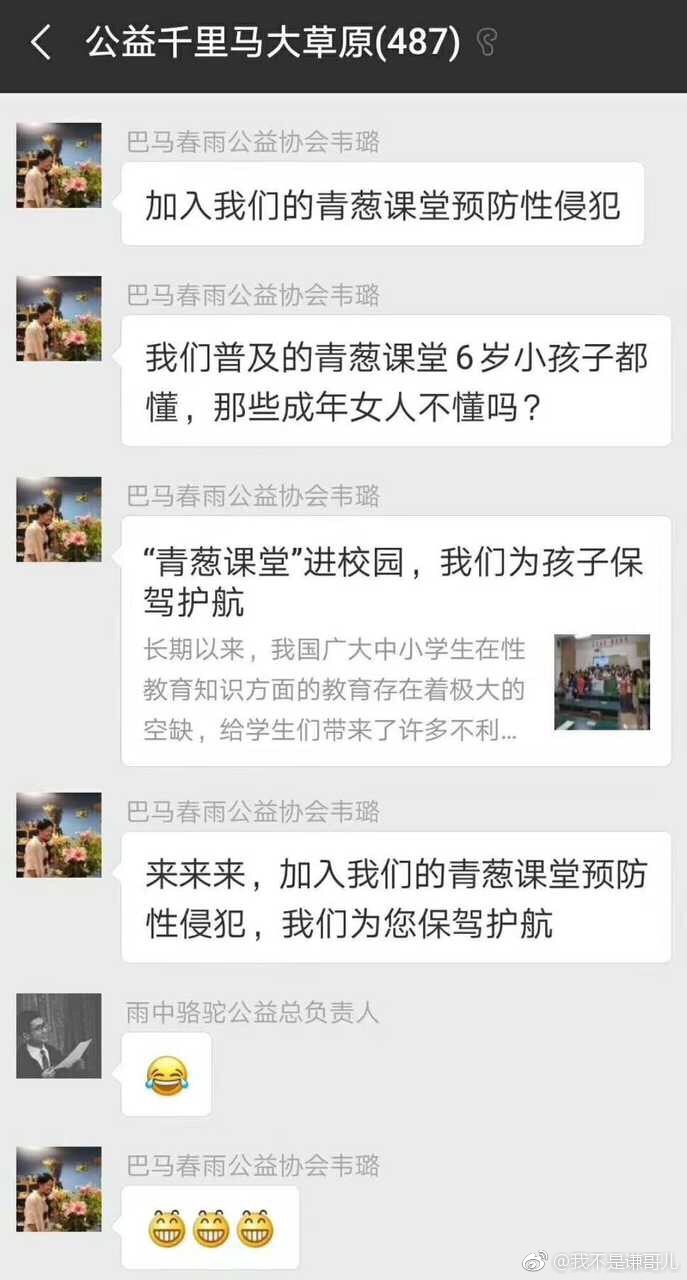 公益千里马大草原(487)
巴马春雨公益协会韦璐
加入我们的青葱课堂预防性侵犯
巴马春雨公益协会韦璐
我们普及的青葱课堂6岁小孩子都
懂，那些成年女人不懂吗？
巴马春雨公益协会韦璐
“青葱课堂”进校园，我们为孩子保
驾护航
长期以来，我国广大中小学生在性
教育知识方面的教育存在着极大的
空缺，给学生们带来了许多不利...
巴马春雨公益协会韦璐
来来来，加入我们的青葱课堂预防
性侵犯，我们为您保驾护航
雨中骆驼公益总负责人
巴马春雨公益协会韦璐
@我不是谦哥儿